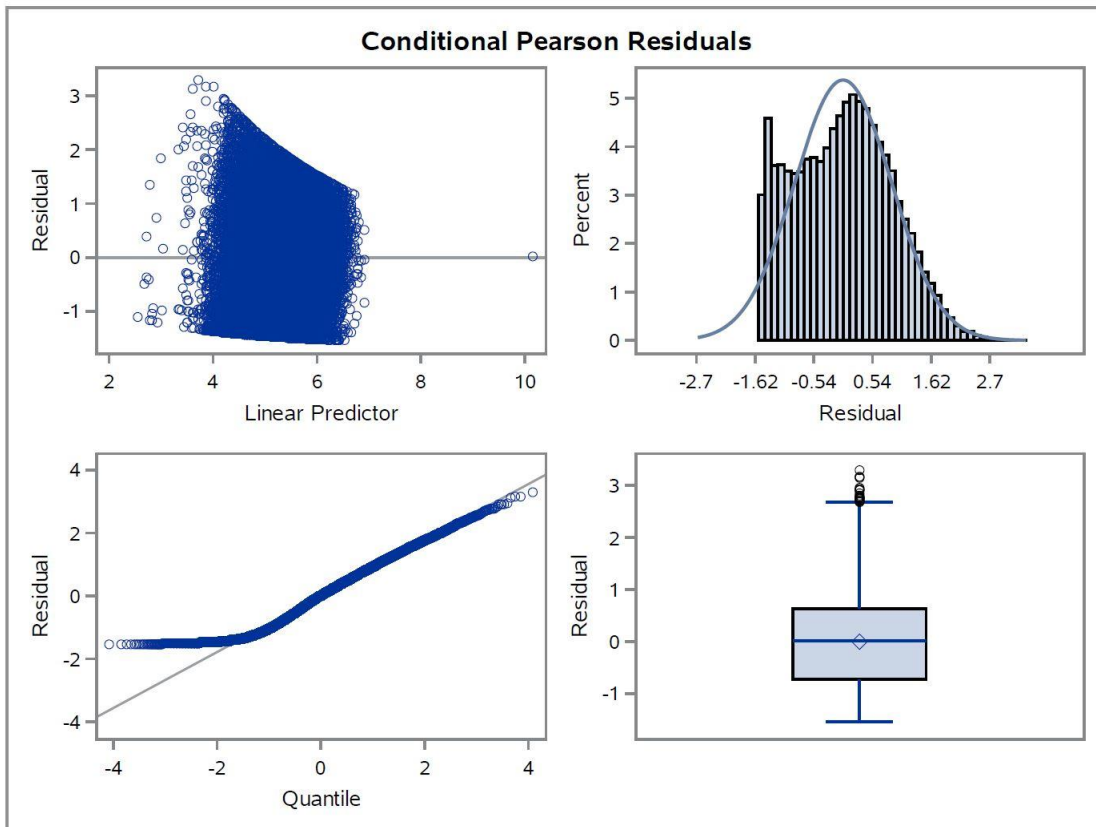 Conditional Pearson Residuals
3
2
1
0
-1
Residual
2 4 6 8 10
Linear Predictor
5
4
3
2
1
0
Percent
-2.7 -1.62 -0.54 0.54 1.62 2.7
Residual
4
2
0
-2
-4
Residual
-4 -2 0 2 4
Quantile
3
2
1
0
-1
Residual